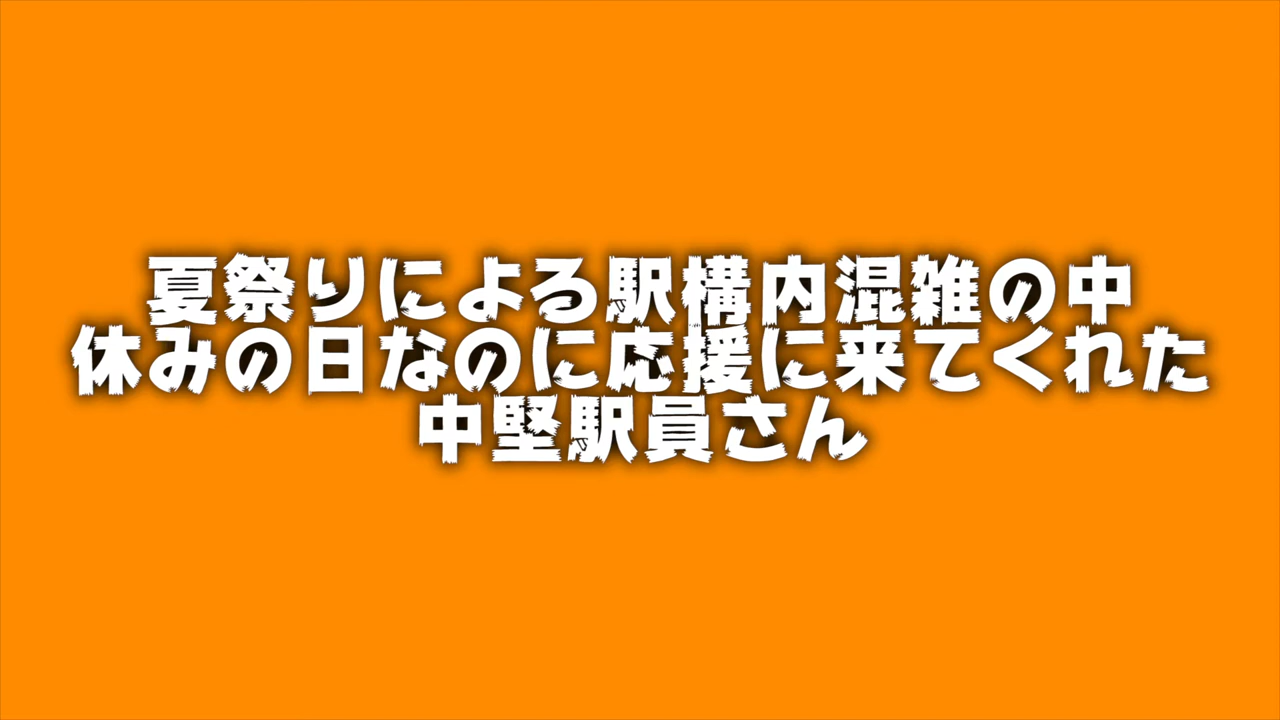 夏祭りによる駅構内混雑の中
休みの日なのに応援に来てくれた
中堅駅員さん